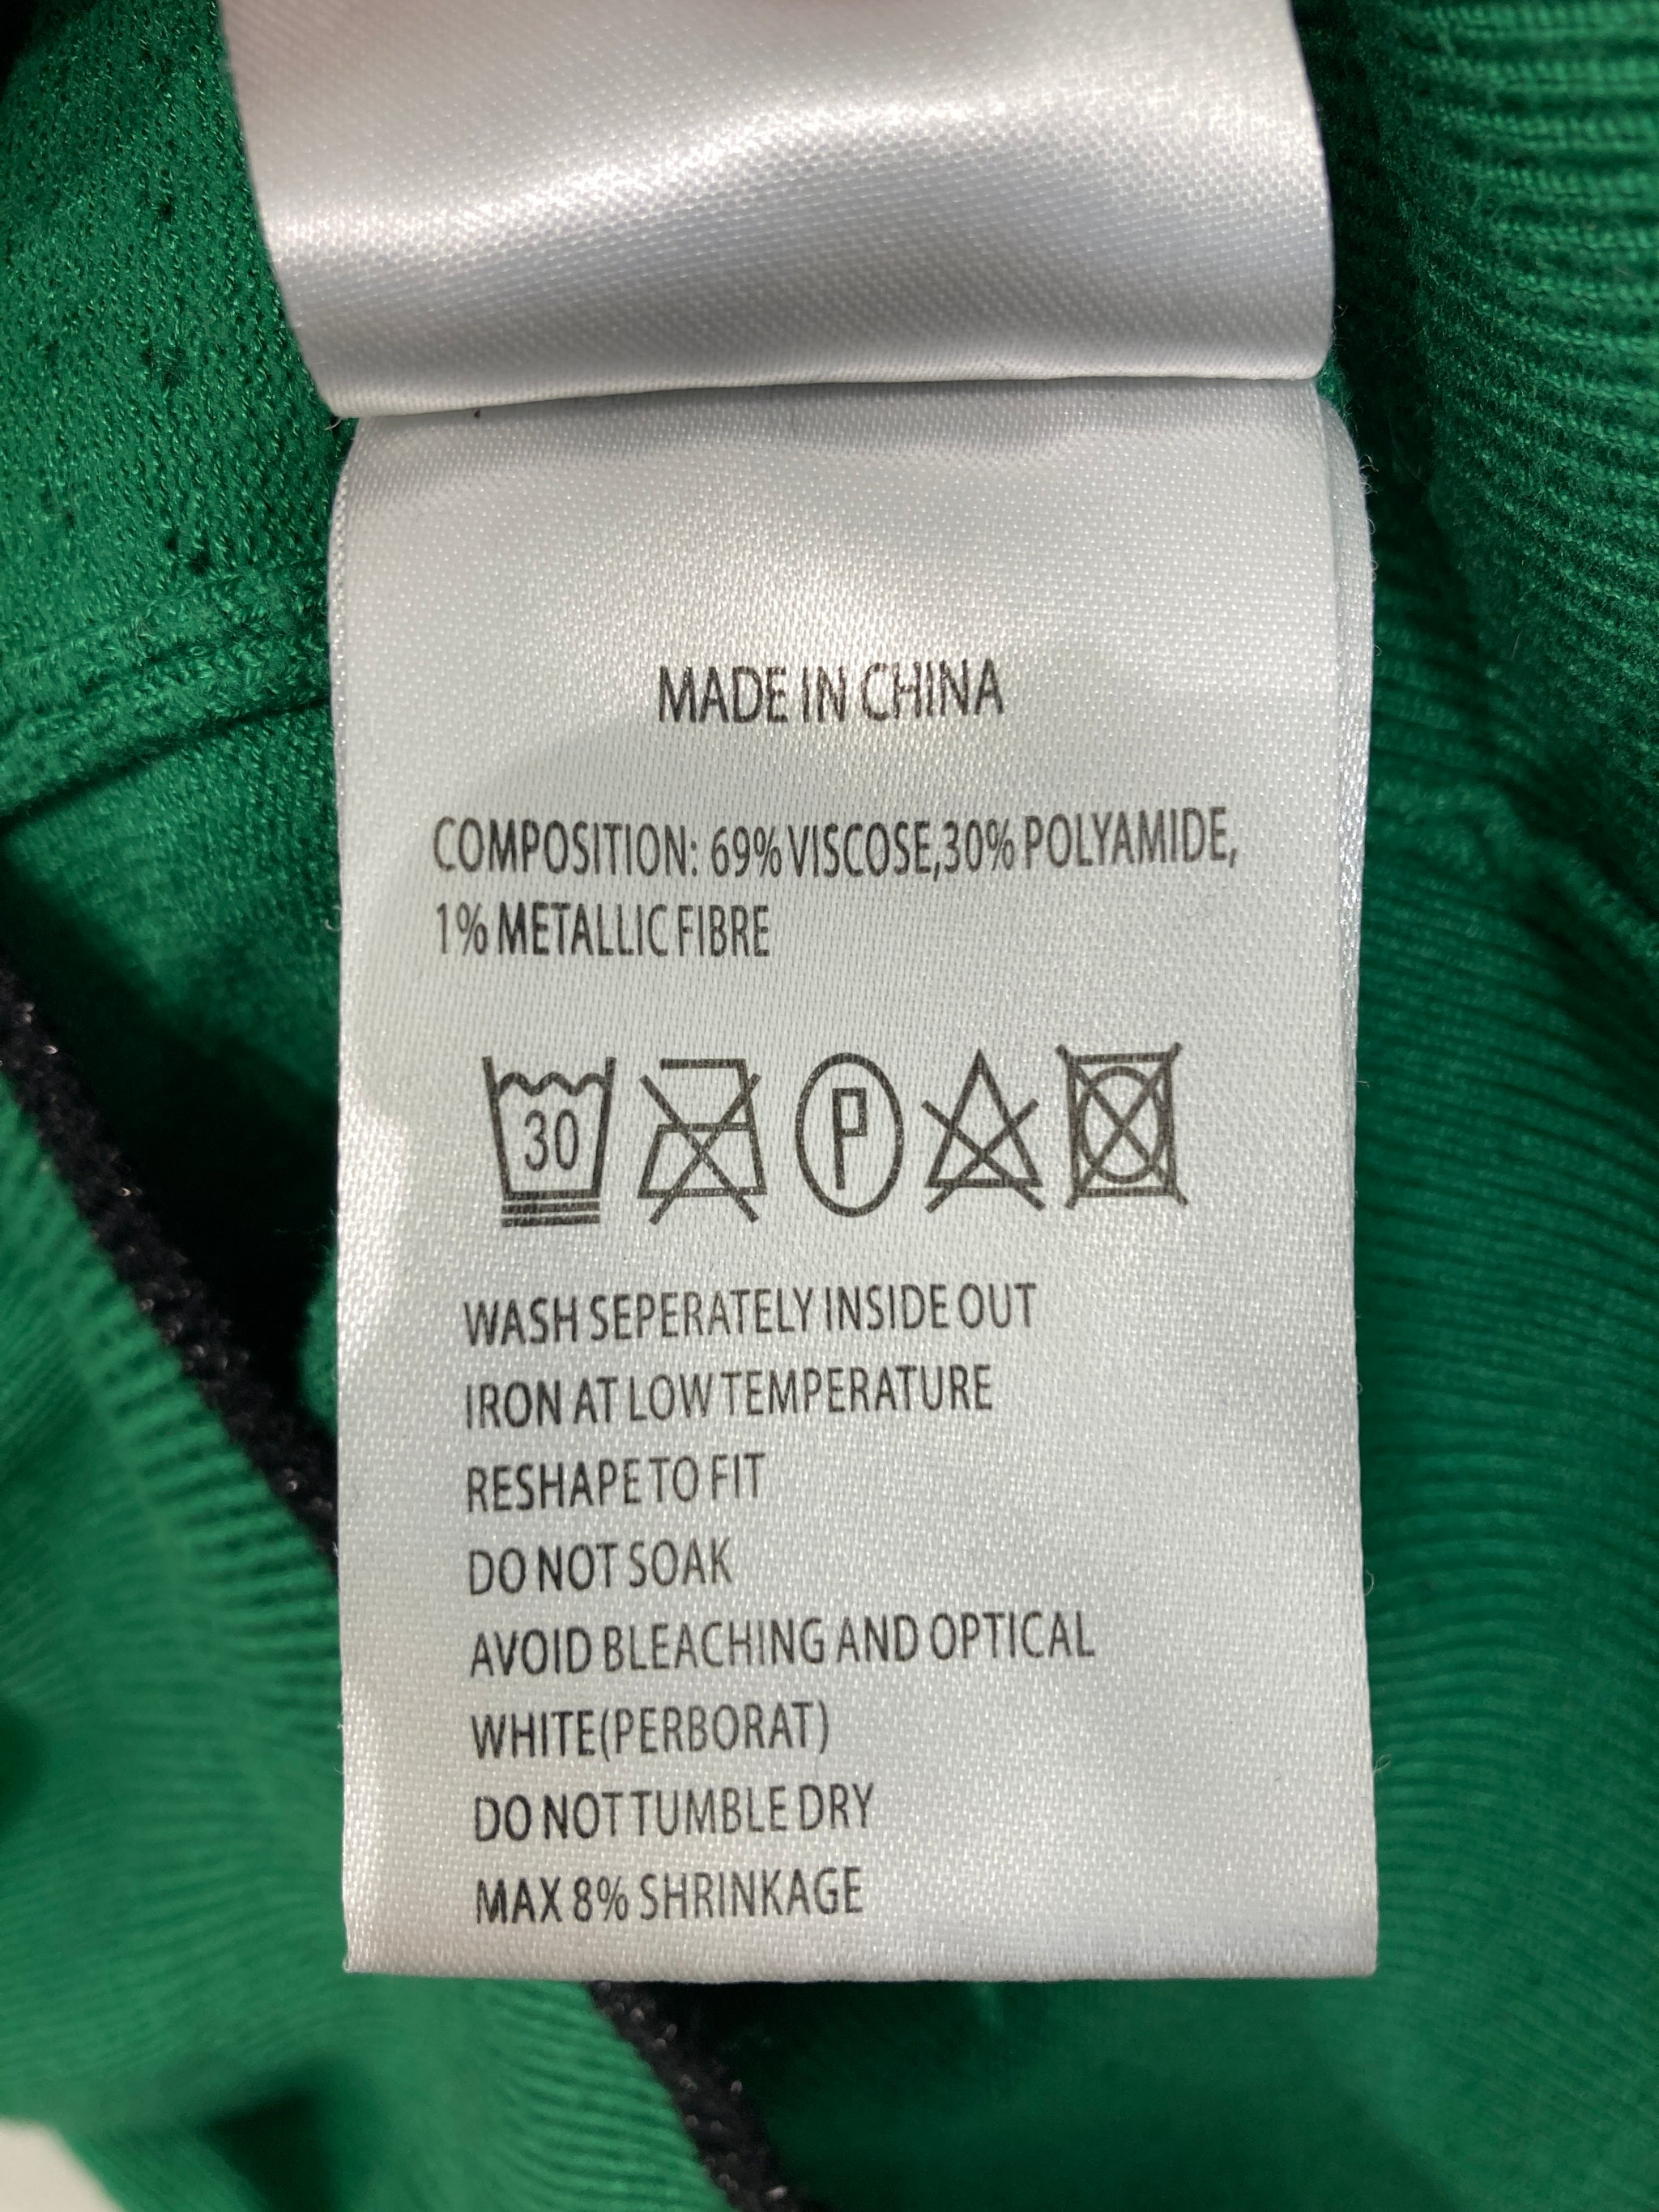 MADE IN CHINA
COMPOSITION: 69% VISCOSE,30% POLYAMIDE,
1% METALLIC FIBRE
30 P
WASH SEPERATELY INSIDE OUT
IRON AT LOW TEMPERATURE
RESHAPE TO FIT
DO NOT SOAK
AVOID BLEACHING AND OPTICAL
WHITE(PERBORAT)
DO NOT TUMBLE DRY
MAX 8% SHRINKAGE